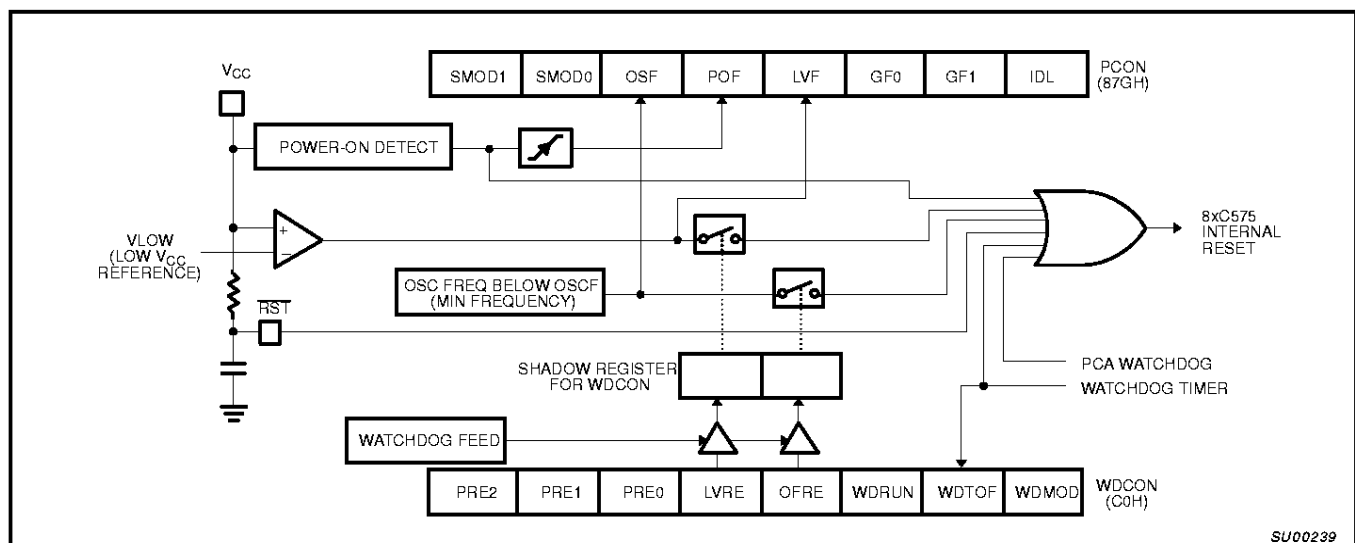 VCC
SMOD1 SMOD0 OSF POF LVF GF0 GF1 IDL
PCON
(87GH)
POWER-ON DETECT
+
−
VLOW
(LOW VCC
REFERENCE)
8xC575
INTERNAL
RESET
OSC FREQ BELOW OSCF
(MIN FREQUENCY)
RST
SHADOW REGISTER
FOR WDCON
PCA WATCHDOG
WATCHDOG TIMER
WATCHDOG FEED
PRE2 PRE1 PRE0 LVRE OFRE WDRUN WDTOF WDMOD
WDCON
(C0H)
SU00239